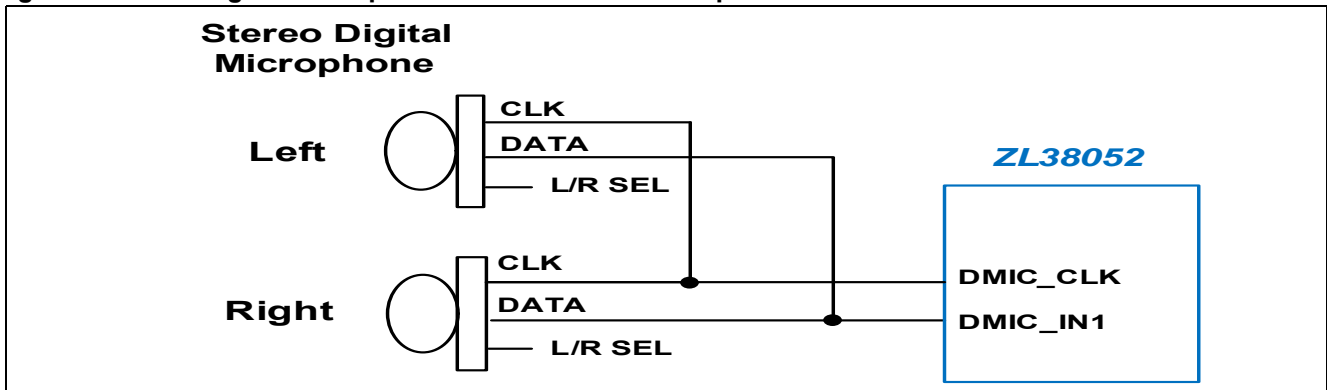 Stereo Digital
Microphone
Left
CLK
DATA
L/R SEL
ZL38052
Right
CLK
DATA
L/R SEL
DMIC_CLK
DMIC_IN1